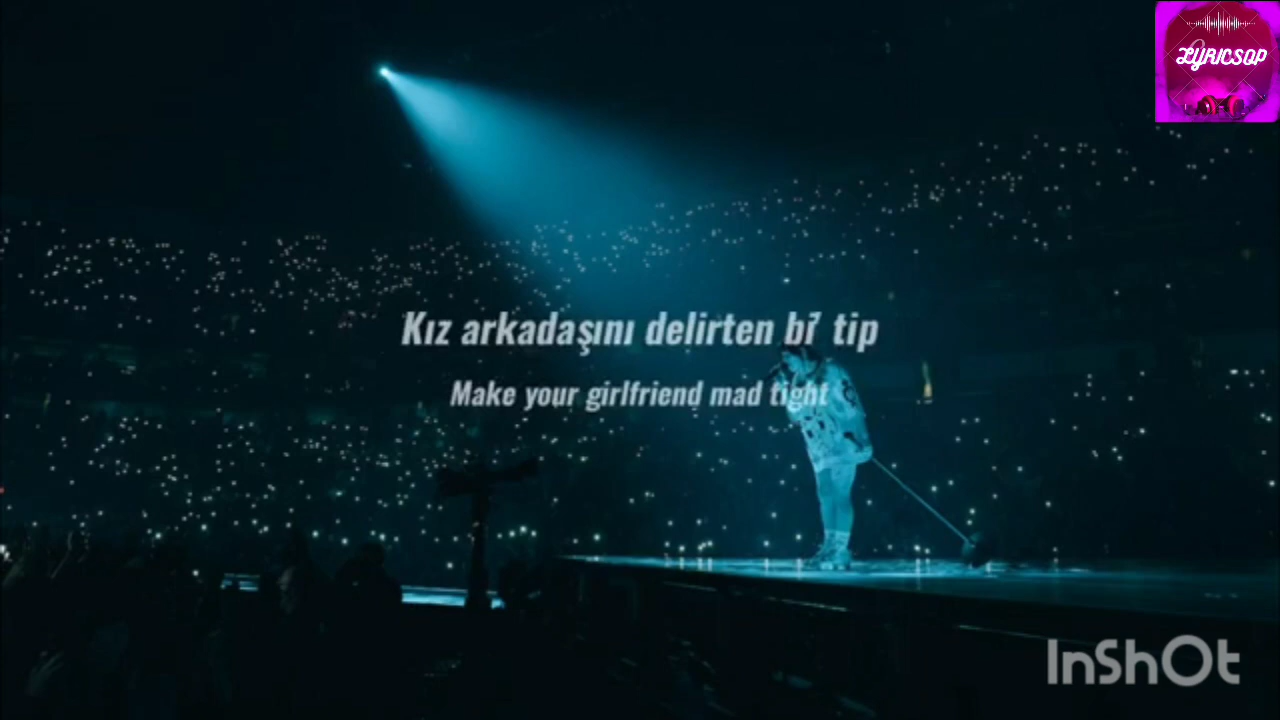 LYRICSOP
Kız arkadaşını delirten bi' tip
Make your girlfriend mad tight
InShOt